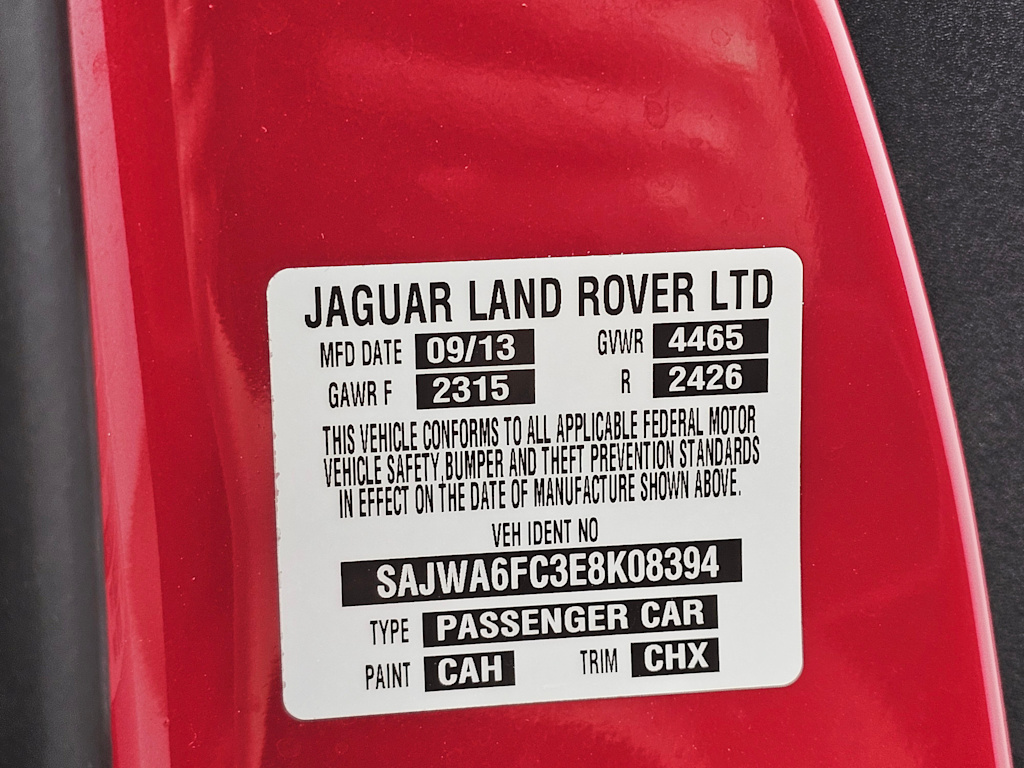 JAGUAR LAND ROVER LTD
MFD DATE 09/13 GVWR 4465
GAWR F 2315 R 2426
THIS VEHICLE CONFORMS TO ALL APPLICABLE FEDERAL MOTOR
VEHICLE SAFETY,BUMPER AND THEFT PREVENTION STANDARDS
IN EFFECT ON THE DATE OF MANUFACTURE SHOWN ABOVE.
VEH IDENT NO
SAJWA6FC3E8K08394
TYPE PASSENGER CAR
PAINT CAH TRIM CHX